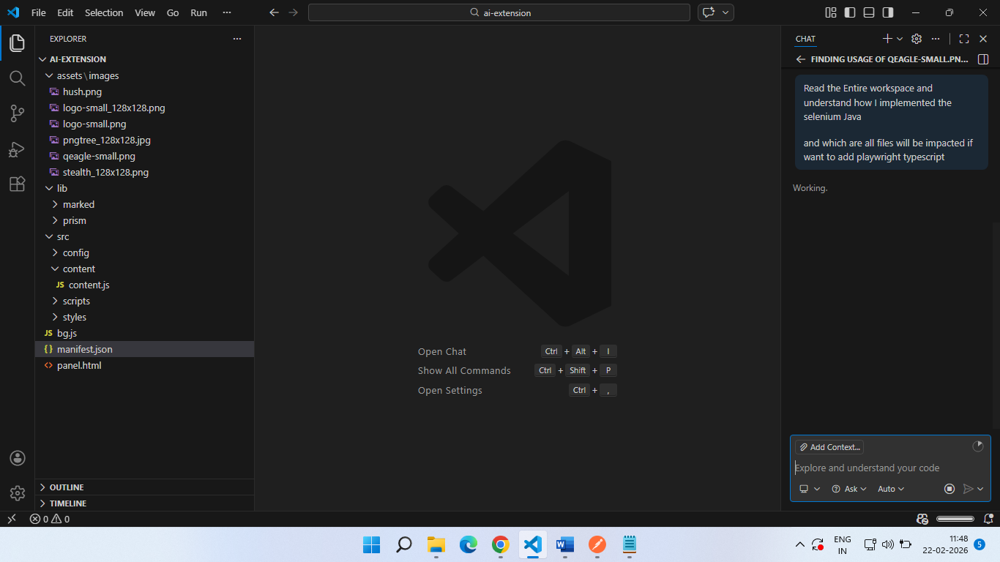 File Edit Selection View Go Run ··· ai-extension
EXPLORER ···
AI-EXTENSION
assets\images
hush.png
logo-small_128x128.png
logo-small.png
pngtree_128x128.jpg
qeagle-small.png
stealth_128x128.png
lib
marked
prism
src
config
content
JS content.js
scripts
styles
JS bg.js
{} manifest.json
<> panel.html
OUTLINE
TIMELINE
Open Chat Ctrl + Alt + I
Show All Commands Ctrl + Shift + P
Open Settings Ctrl + ,
CHAT ···
FINDING USAGE OF QEAGLE-SMALL.PN...
Read the Entire workspace and
understand how I implemented the
selenium Java
and which are all files will be impacted if
want to add playwright typescript
Working.
Add Context...
Explore and understand your code
Ask Auto
0 0
ENG
IN
11:48
22-02-2026
5